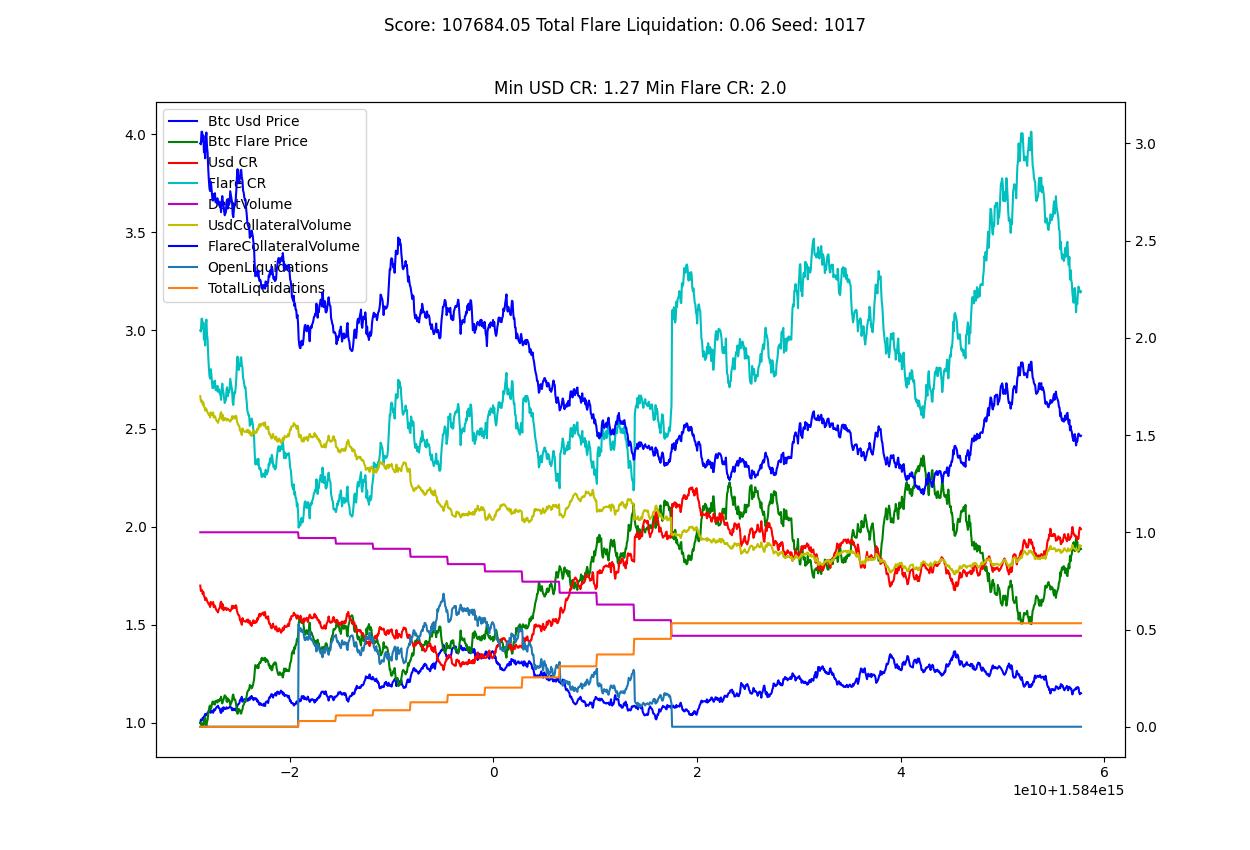 Score: 107684.05 Total Flare Liquidation: 0.06 Seed: 1017
Min USD CR: 1.27 Min Flare CR: 2.0
Btc Usd Price
Btc Flare Price
Usd CR
Flare CR
DebtVolume
UsdCollateralVolume
FlareCollateralVolume
OpenLiquidations
TotalLiquidations
4.0
3.5
3.0
2.5
2.0
1.5
1.0
3.0
2.5
2.0
1.5
1.0
0.5
0.0
−2 0 2 4 6
1e10+1.584e15